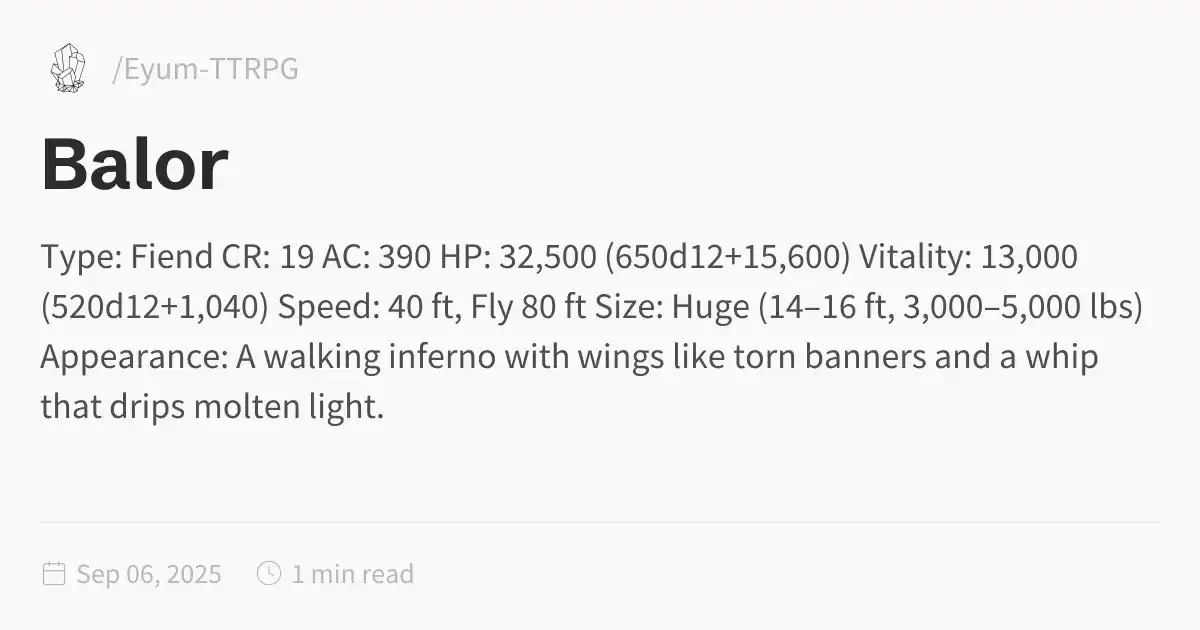 /Eyum-TTRPG
Balor
Type: Fiend CR: 19 AC: 390 HP: 32,500 (650d12+15,600) Vitality: 13,000
(520d12+1,040) Speed: 40 ft, Fly 80 ft Size: Huge (14–16 ft, 3,000–5,000 lbs)
Appearance: A walking inferno with wings like torn banners and a whip
that drips molten light.
Sep 06, 2025 1 min read